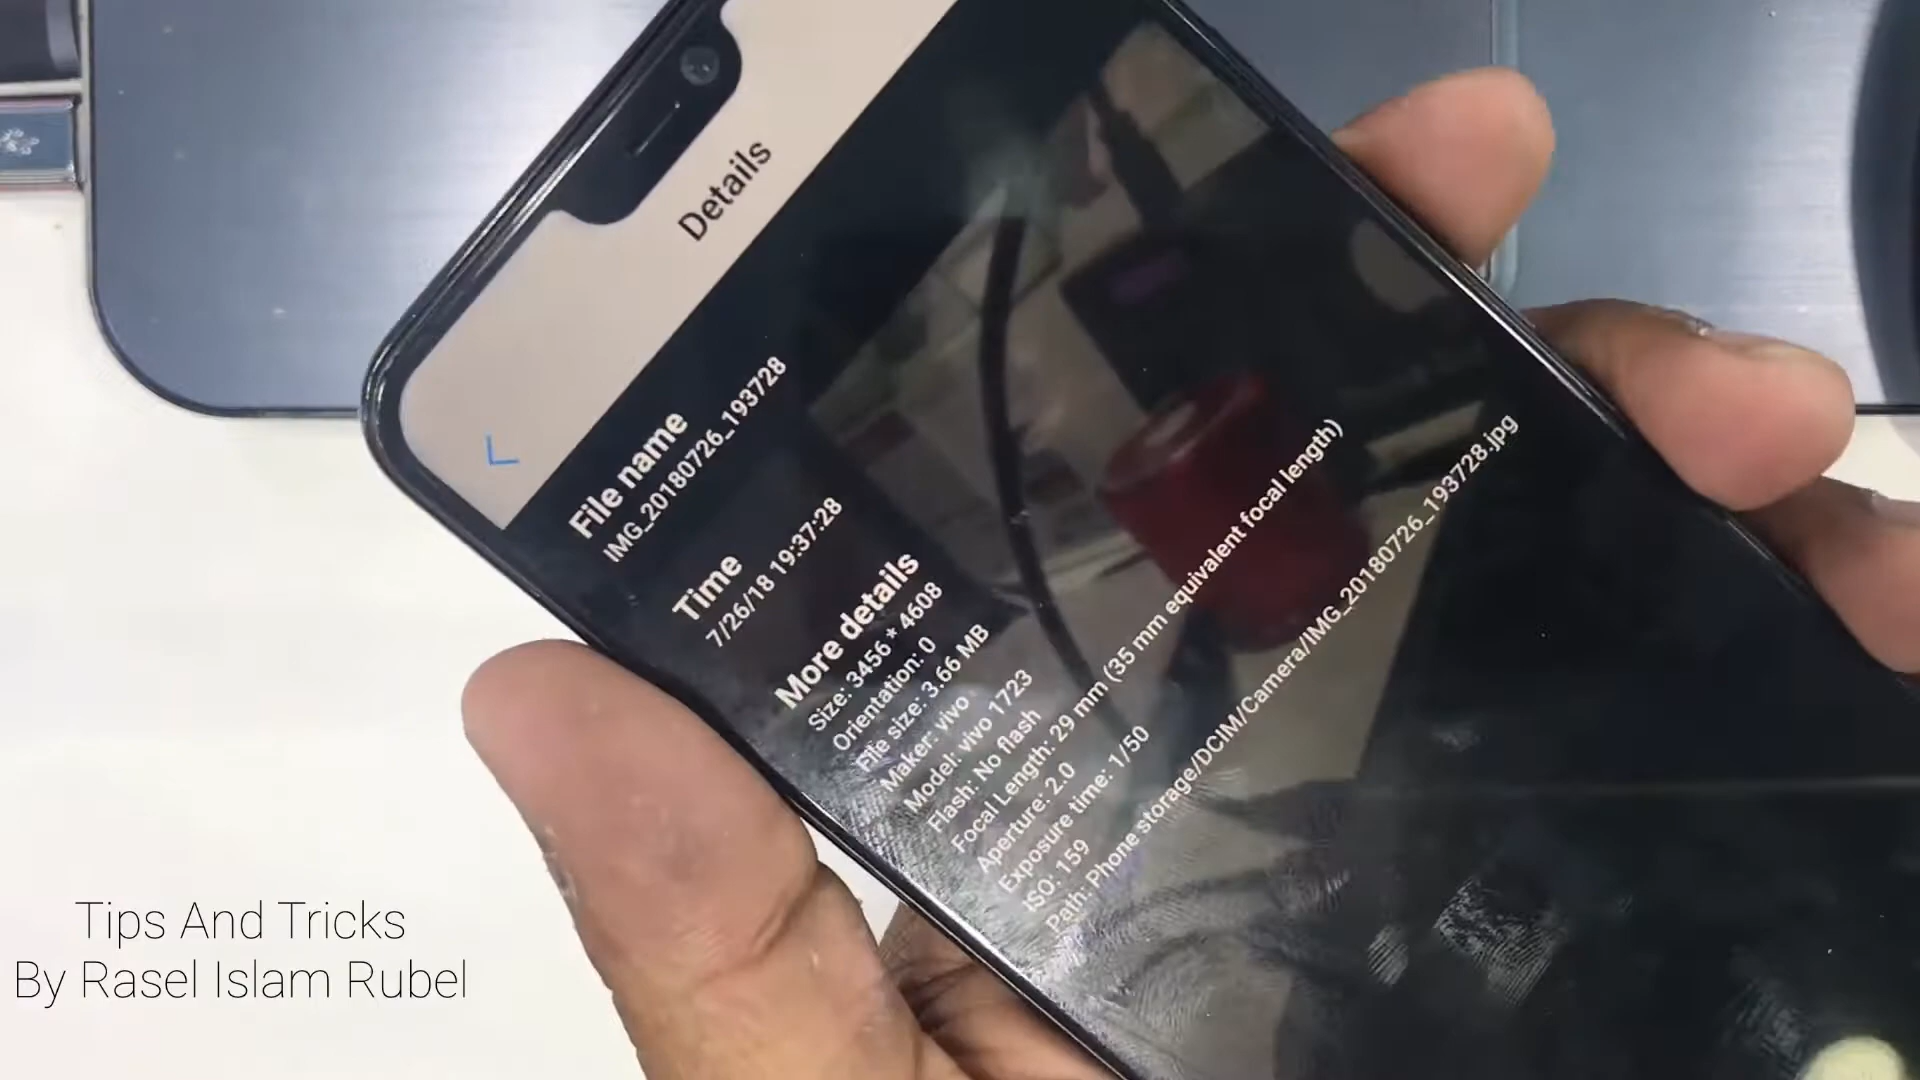 Details
File name
IMG_20180726_193728
Time
7/26/18 19:37:28
More details
Size: 3456 * 4608
Orientation: 0
File size: 3.66 MB
Maker: vivo
Model: vivo 1723
Flash: No flash
Focal Length: 29 mm (35 mm equivalent focal length)
Aperture: 2.0
Exposure time: 1/50
ISO: 159
Path: Phone storage/DCIM/Camera/IMG_20180726_193728.jpg
Tips And Tricks
By Rasel Islam Rubel